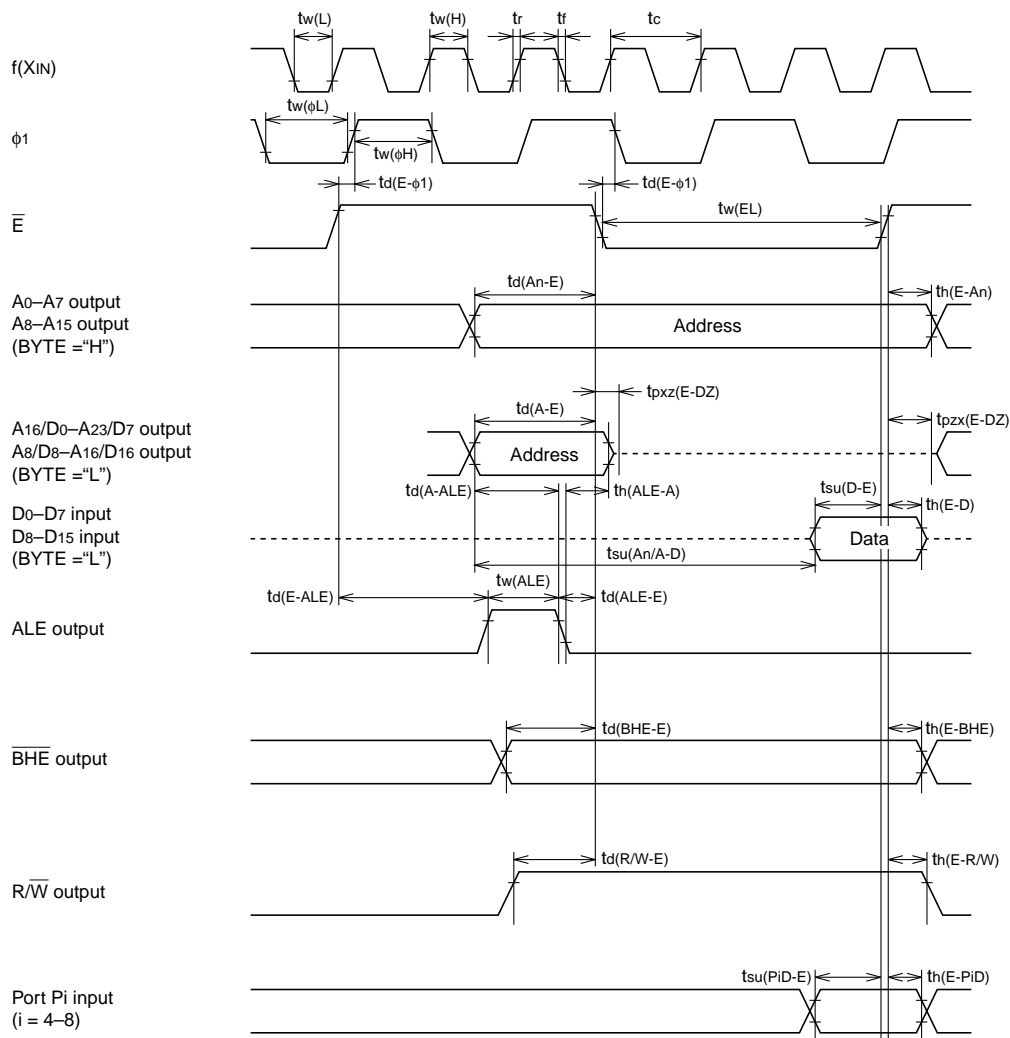 tw(L) tw(H) tr tf tc
f(XIN)
tw(ϕL)
ϕ1
tw(ϕH)
td(E-ϕ1) td(E-ϕ1)
tw(EL)
E
td(An-E)
th(E-An)
A0–A7 output
A8–A15 output
(BYTE =“H”)
Address
tpxz(E-DZ)
td(A-E)
tpzx(E-DZ)
A16/D0–A23/D7 output
A8/D8–A16/D16 output
(BYTE =“L”)
Address
td(A-ALE) th(ALE-A)
tsu(D-E)
th(E-D)
D0–D7 input
D8–D15 input
(BYTE =“L”)
Data
tsu(An/A-D)
tw(ALE)
td(E-ALE) td(ALE-E)
ALE output
td(BHE-E) th(E-BHE)
BHE output
td(R/W-E) th(E-R/W)
R/W output
tsu(PiD-E) th(E-PiD)
Port Pi input
(i = 4–8)